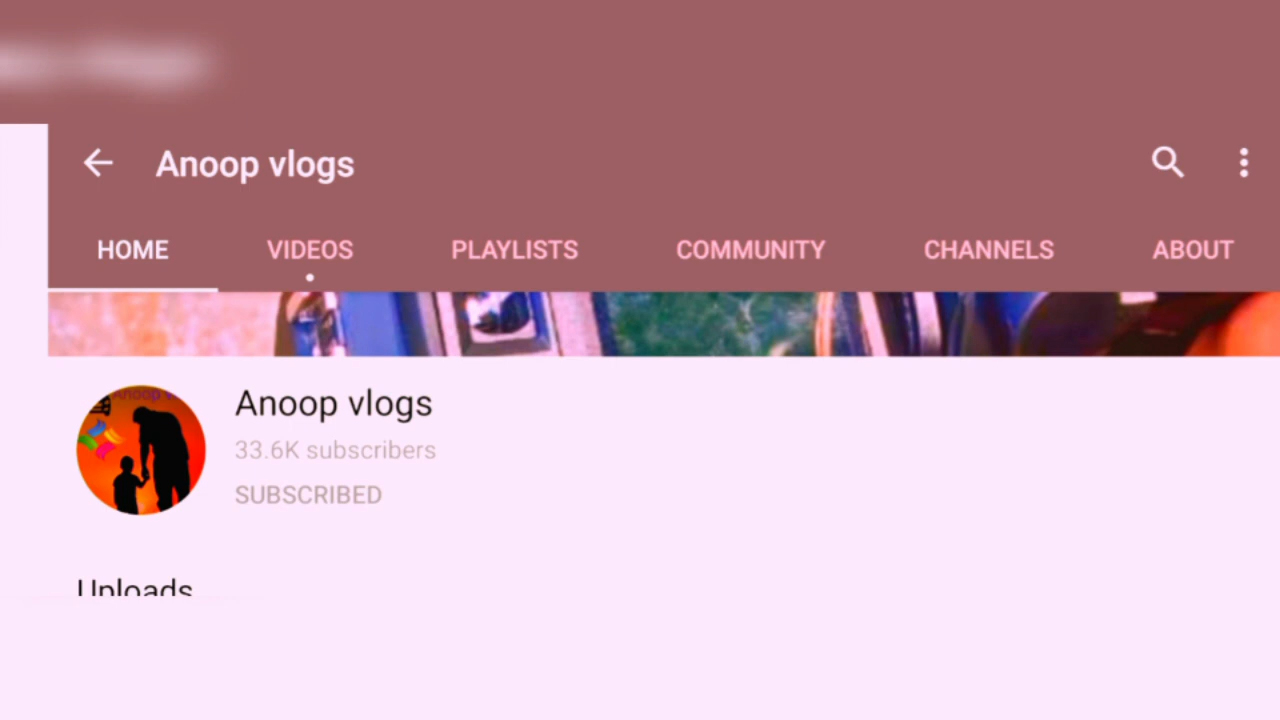 Anoop vlogs
HOME VIDEOS PLAYLISTS COMMUNITY CHANNELS ABOUT
Anoop vlogs
33.6K subscribers
SUBSCRIBED
Uploads